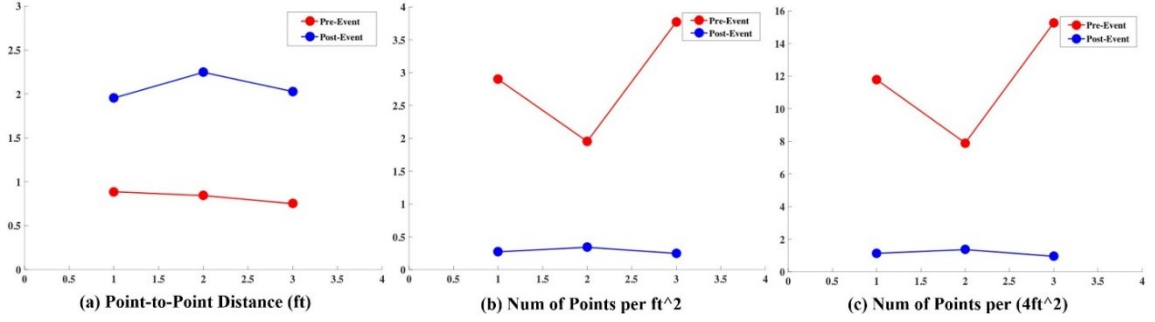 3
2.5
2
1.5
1
0.5
0
0 0.5 1 1.5 2 2.5 3 3.5 4
Pre-Event
Post-Event
(a) Point-to-Point Distance (ft)
4
3.5
3
2.5
2
1.5
1
0.5
0
0 0.5 1 1.5 2 2.5 3 3.5 4
Pre-Event
Post-Event
(b) Num of Points per ft^2
16
14
12
10
8
6
4
2
0
0 0.5 1 1.5 2 2.5 3 3.5 4
Pre-Event
Post-Event
(c) Num of Points per (4ft^2)